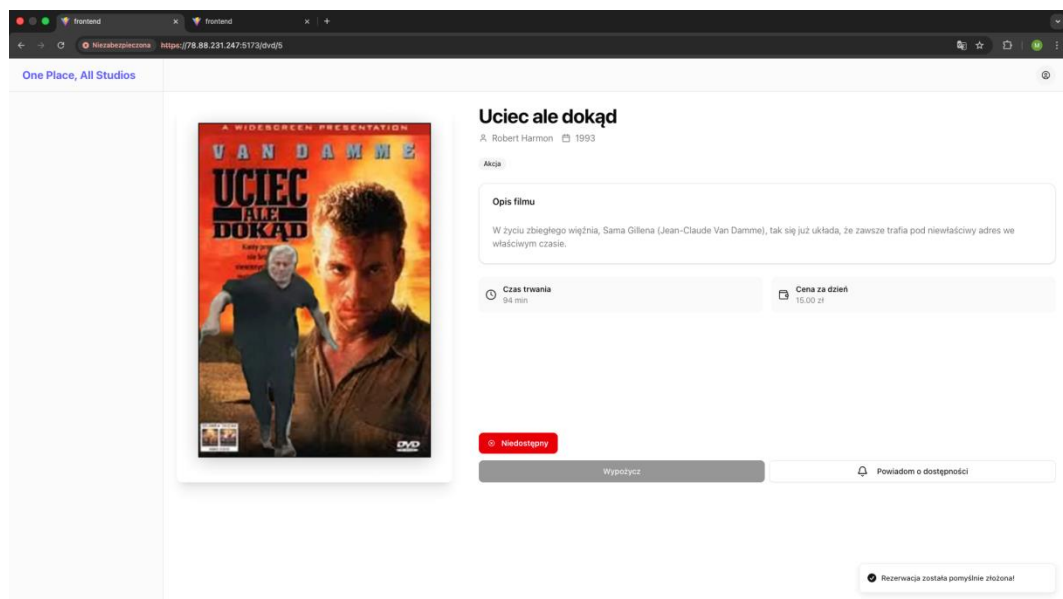 frontend
frontend
Niezabezpieczona https://78.88.231.247:5173/dvd/5
One Place, All Studios
A WIDESCREEN PRESENTATION
VAN DAMME
UCIEC
ALE
DOKĄD
DVD
Uciec ale dokąd
Robert Harmon 1993
Akcja
Opis filmu
W życiu zbiegłego więźnia, Sama Gillena (Jean-Claude Van Damme), tak się już układa, że zawsze trafia pod niewłaściwy adres we
właściwym czasie.
Czas trwania
94 min
Cena za dzień
15.00 zł
Niedostępny
Wypożycz
Powiadom o dostępności
Rezerwacja została pomyślnie złożona!